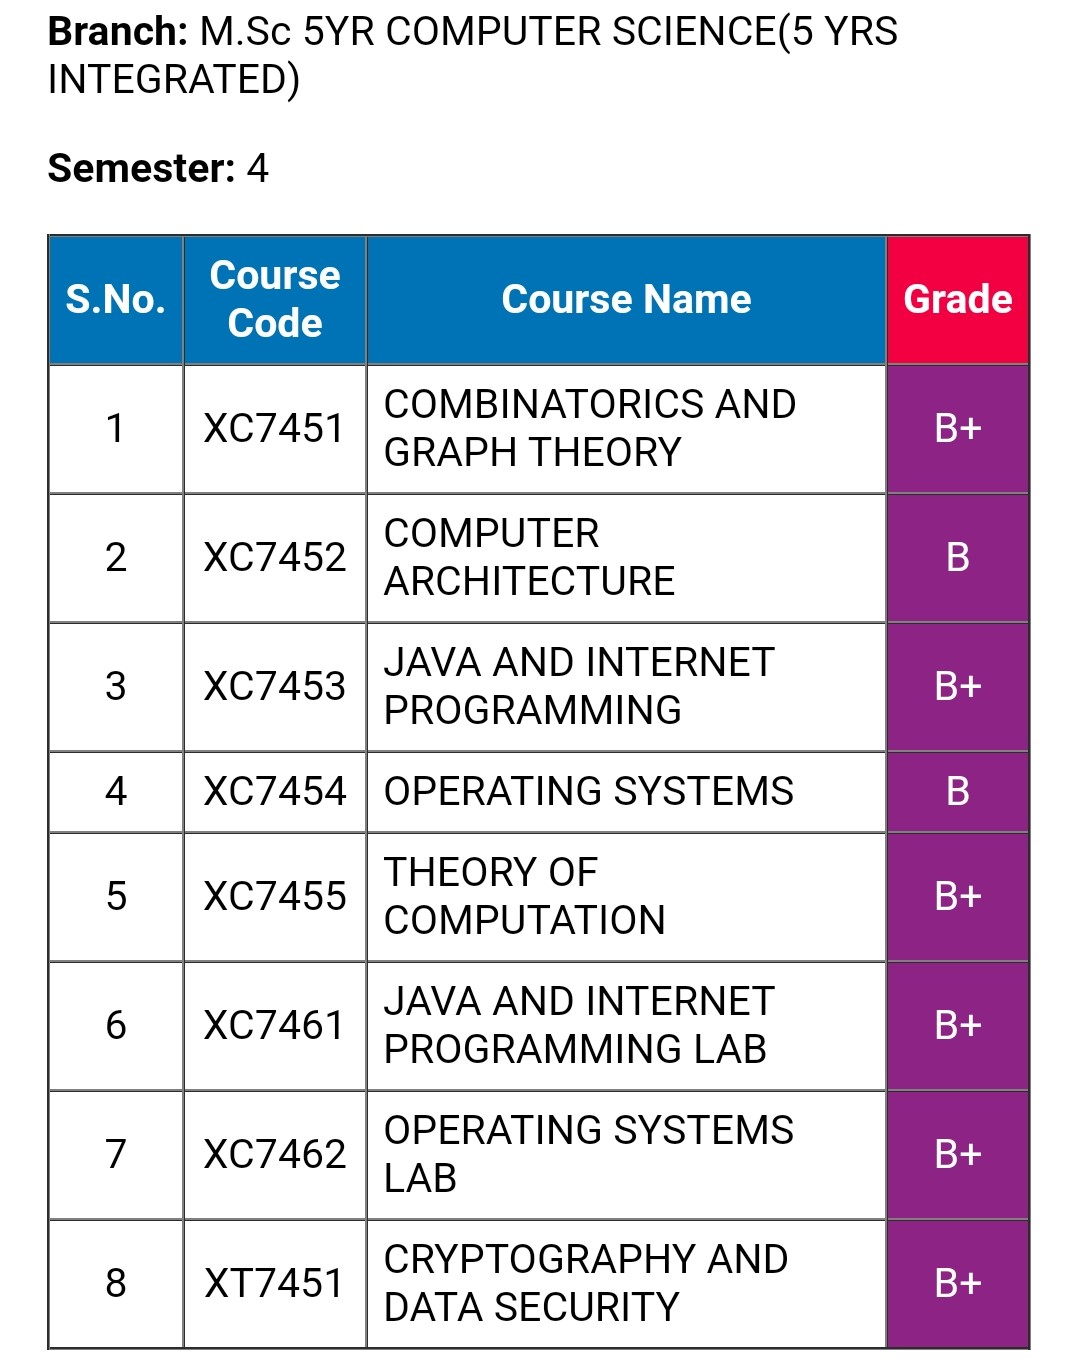 Branch: M.Sc 5YR COMPUTER SCIENCE(5 YRS
INTEGRATED)
Semester: 4
S.No. Course Code Course Name Grade
1 XC7451 COMBINATORICS AND GRAPH THEORY B+
2 XC7452 COMPUTER ARCHITECTURE B
3 XC7453 JAVA AND INTERNET PROGRAMMING B+
4 XC7454 OPERATING SYSTEMS B
5 XC7455 THEORY OF COMPUTATION B+
6 XC7461 JAVA AND INTERNET PROGRAMMING LAB B+
7 XC7462 OPERATING SYSTEMS LAB B+
8 XT7451 CRYPTOGRAPHY AND DATA SECURITY B+